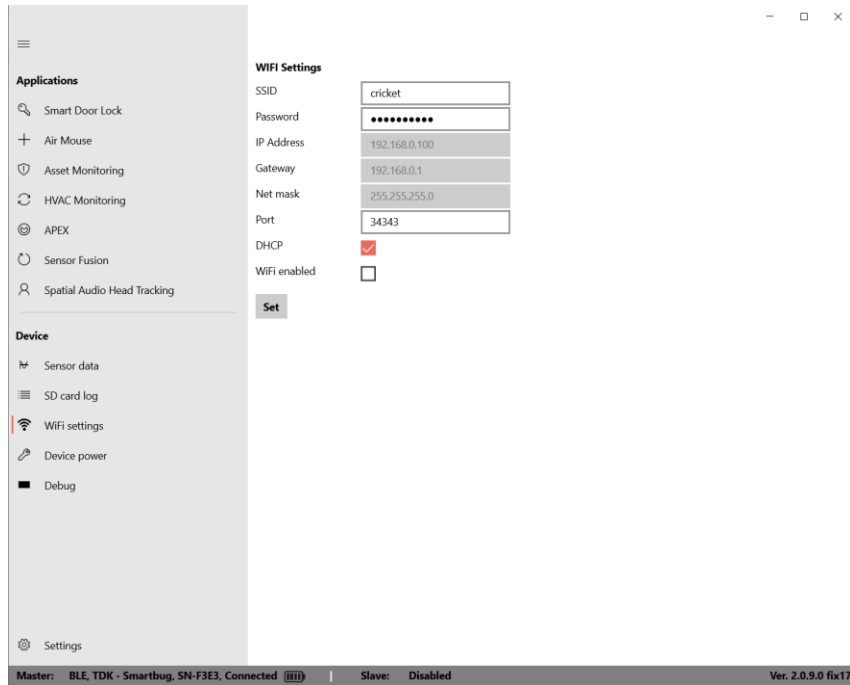 Applications
Smart Door Lock
Air Mouse
Asset Monitoring
HVAC Monitoring
APEX
Sensor Fusion
Spatial Audio Head Tracking
Device
Sensor data
SD card log
WiFi settings
Device power
Debug
Settings
WIFI Settings
SSID cricket
Password ●●●●●●●●●●
IP Address 192.168.0.100
Gateway 192.168.0.1
Net mask 255.255.255.0
Port 34343
DHCP
WiFi enabled
Set
Master: BLE, TDK - Smartbug, SN-F3E3, Connected | Slave: Disabled Ver. 2.0.9.0 fix17